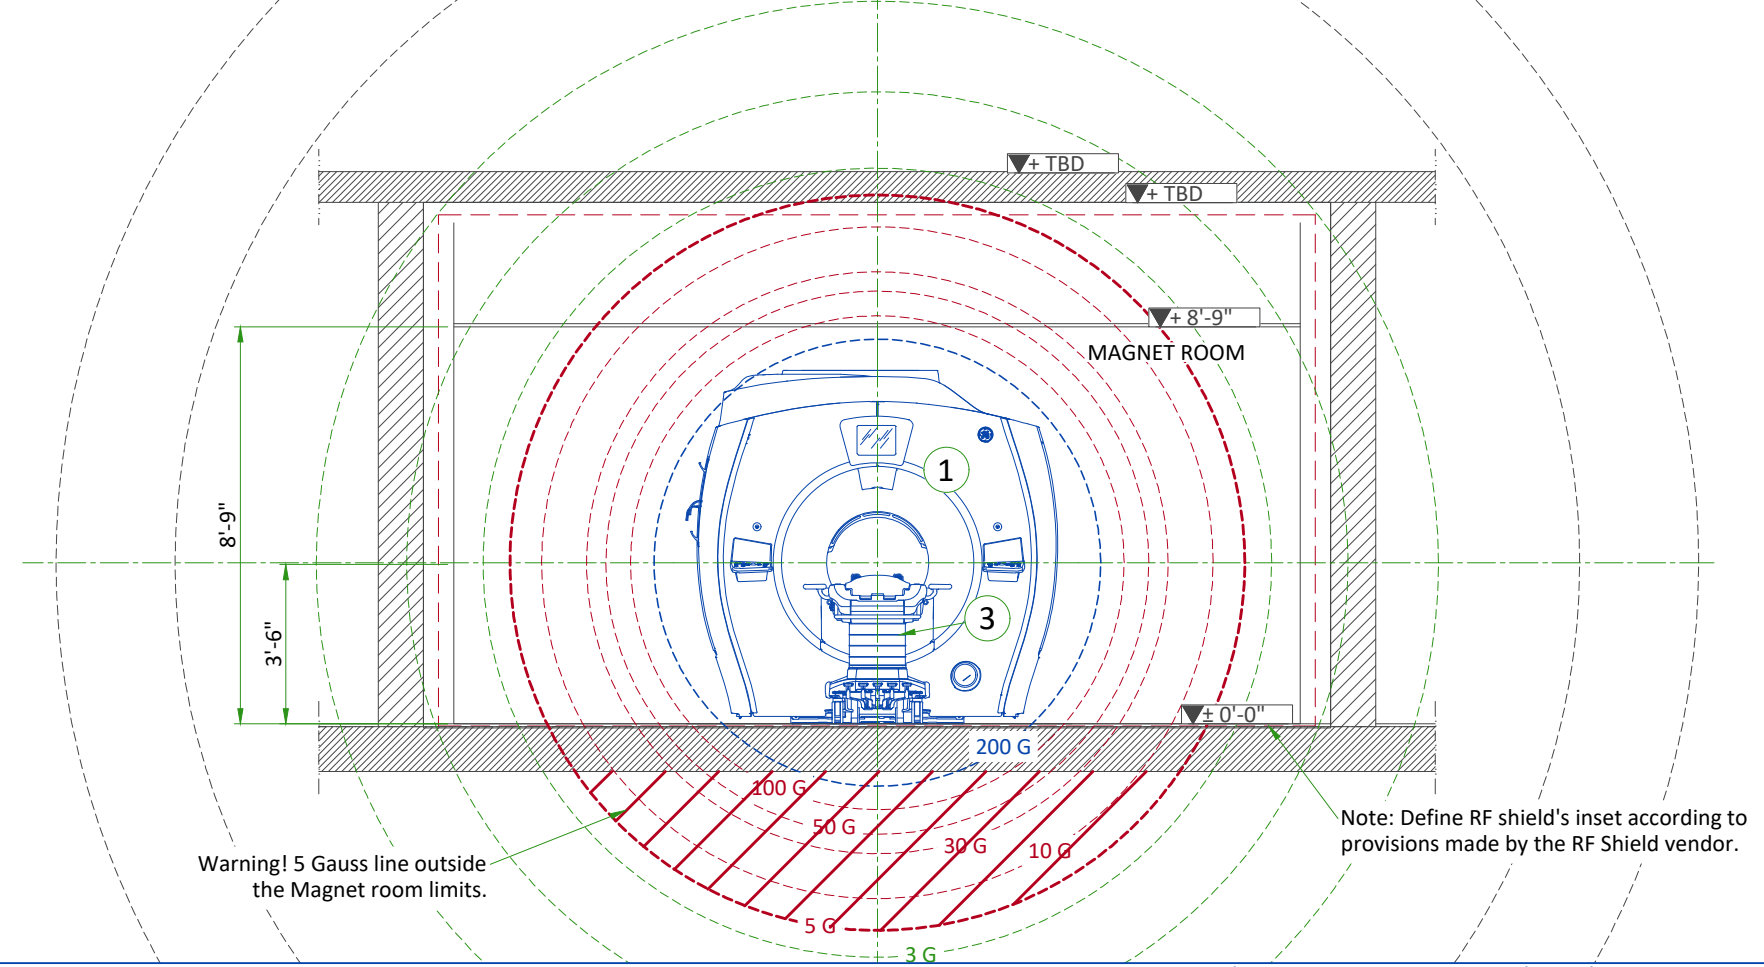 + TBD
+ TBD
+ 8'-9"
MAGNET ROOM
1
8'-9"
3'-6"
3
± 0'-0"
200 G
100 G
50 G
30 G
10 G
5 G
3 G
Warning! 5 Gauss line outside
the Magnet room limits.
Note: Define RF shield's inset according to
provisions made by the RF Shield vendor.